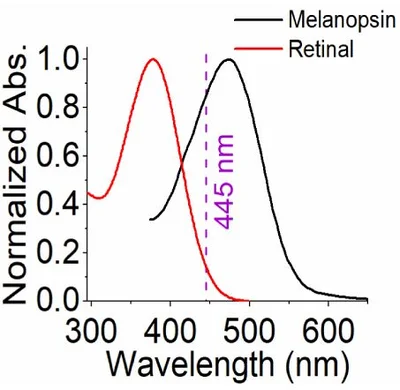 Melanopsin
Retinal
Normalized Abs.
1.0
0.8
0.6
0.4
0.2
0.0
445 nm
300 400 500 600
Wavelength (nm)